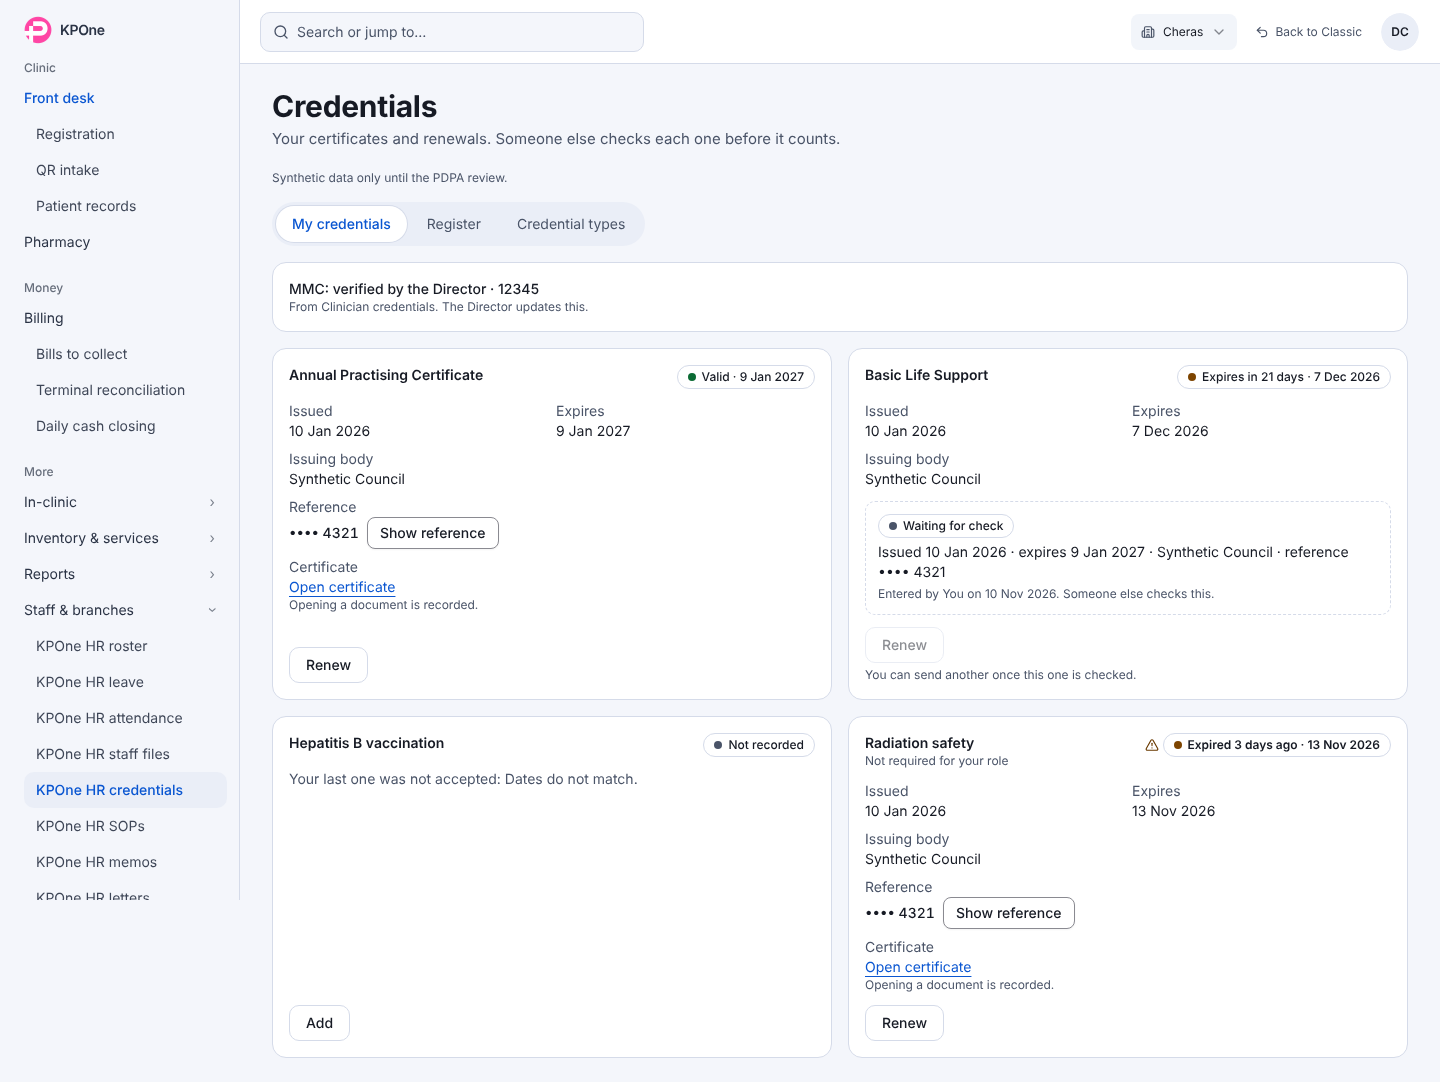 KPOne
Search or jump to...
Cheras
Back to Classic
DC
Clinic
Front desk
Registration
QR intake
Patient records
Pharmacy
Money
Billing
Bills to collect
Terminal reconciliation
Daily cash closing
More
In-clinic
Inventory & services
Reports
Staff & branches
KPOne HR roster
KPOne HR leave
KPOne HR attendance
KPOne HR staff files
KPOne HR credentials
KPOne HR SOPs
KPOne HR memos
KPOne HR letters
Credentials
Your certificates and renewals. Someone else checks each one before it counts.
Synthetic data only until the PDPA review.
My credentials
Register
Credential types
MMC: verified by the Director · 12345
From Clinician credentials. The Director updates this.
Annual Practising Certificate
Valid · 9 Jan 2027
Issued
Expires
10 Jan 2026
9 Jan 2027
Issuing body
Synthetic Council
Reference
•••• 4321
Show reference
Certificate
Open certificate
Opening a document is recorded.
Renew
Basic Life Support
Expires in 21 days · 7 Dec 2026
Issued
Expires
10 Jan 2026
7 Dec 2026
Issuing body
Synthetic Council
Waiting for check
Issued 10 Jan 2026 · expires 9 Jan 2027 · Synthetic Council · reference
•••• 4321
Entered by You on 10 Nov 2026. Someone else checks this.
Renew
You can send another once this one is checked.
Hepatitis B vaccination
Not recorded
Your last one was not accepted: Dates do not match.
Add
Radiation safety
Expired 3 days ago · 13 Nov 2026
Not required for your role
Issued
Expires
10 Jan 2026
13 Nov 2026
Issuing body
Synthetic Council
Reference
•••• 4321
Show reference
Certificate
Open certificate
Opening a document is recorded.
Renew